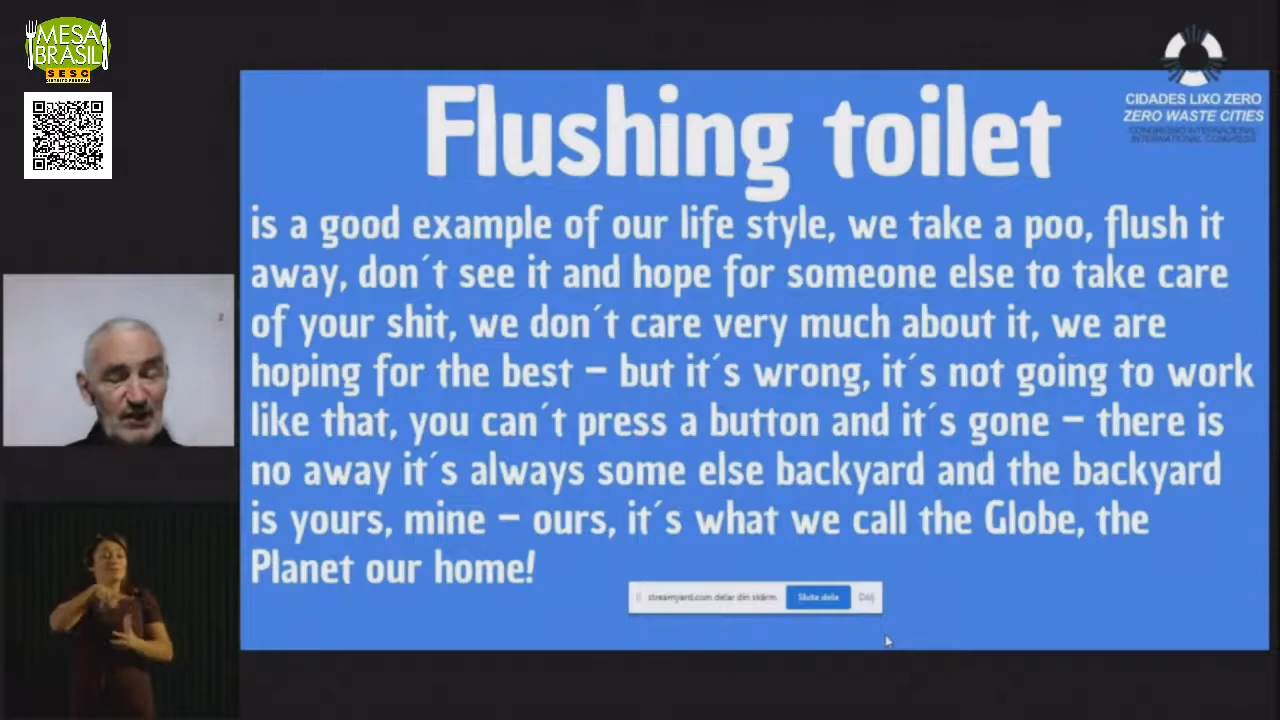 MESA
BRASIL
SESC
DISTRITO FEDERAL
CIDADES LIXO ZERO
ZERO WASTE CITIES
CONGRESSO INTERNACIONAL
INTERNATIONAL CONGRESS
Flushing toilet
is a good example of our life style, we take a poo, flush it
away, don´t see it and hope for someone else to take care
of your shit, we don´t care very much about it, we are
hoping for the best – but it´s wrong, it´s not going to work
like that, you can´t press a button and it´s gone – there is
no away it´s always some else backyard and the backyard
is yours, mine – ours, it´s what we call the Globe, the
Planet our home!
streamyard.com delar din skärm.
Sluta dela
Dölj
2